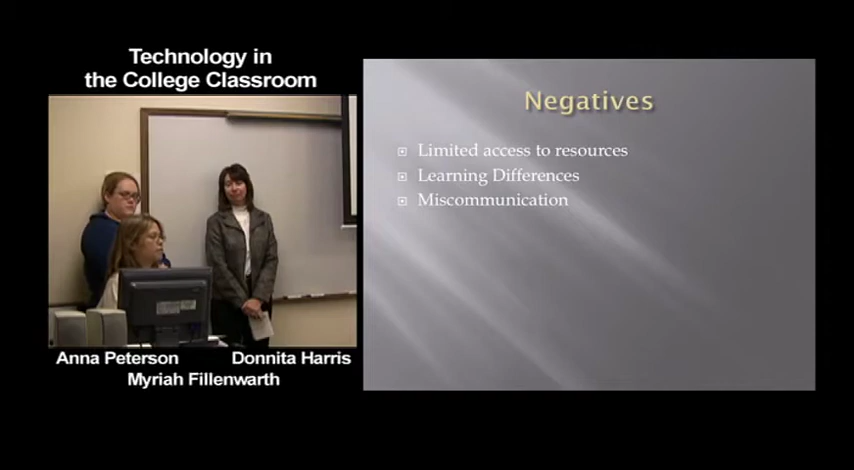 Technology in
the College Classroom
Anna Peterson
Donnita Harris
Myriah Fillenwarth
Negatives
Limited access to resources
Learning Differences
Miscommunication